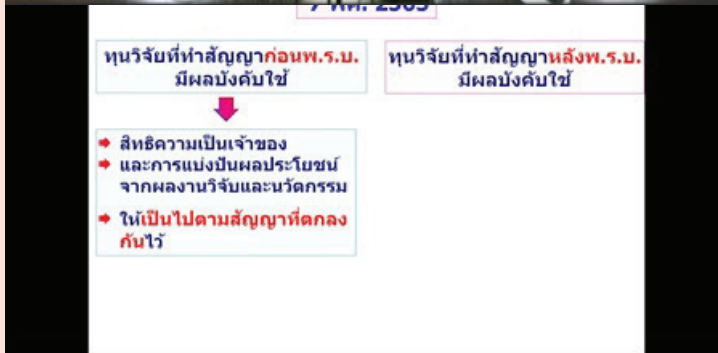 ทุนวิจัยที่ทำสัญญาก่อนพ.ร.บ.
มีผลบังคับใช้
ทุนวิจัยที่ทำสัญญาหลังพ.ร.บ.
มีผลบังคับใช้
สิทธิความเป็นเจ้าของ
และการแบ่งปันผลประโยชน์
จากผลงานวิจัยและนวัตกรรม
ให้เป็นไปตามสัญญาที่ตกลง
กันไว้